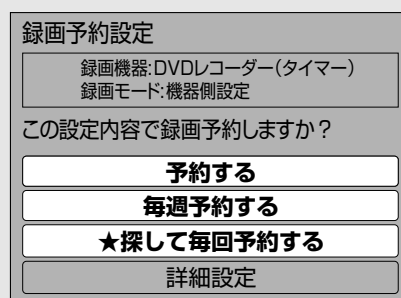 録画予約設定
録画機器:DVDレコーダー(タイマー)
録画モード:機器側設定
この設定内容で録画予約しますか？
予約する
毎週予約する
★探して毎回予約する
詳細設定